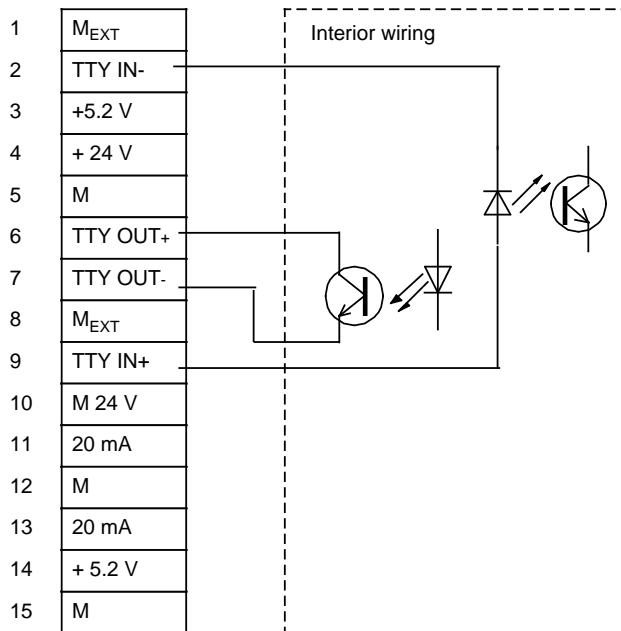 1 M_EXT
Interior wiring
2 TTY IN-
3 +5.2 V
4 + 24 V
5 M
6 TTY OUT+
7 TTY OUT-
8 M_EXT
9 TTY IN+
10 M 24 V
11 20 mA
12 M
13 20 mA
14 + 5.2 V
15 M